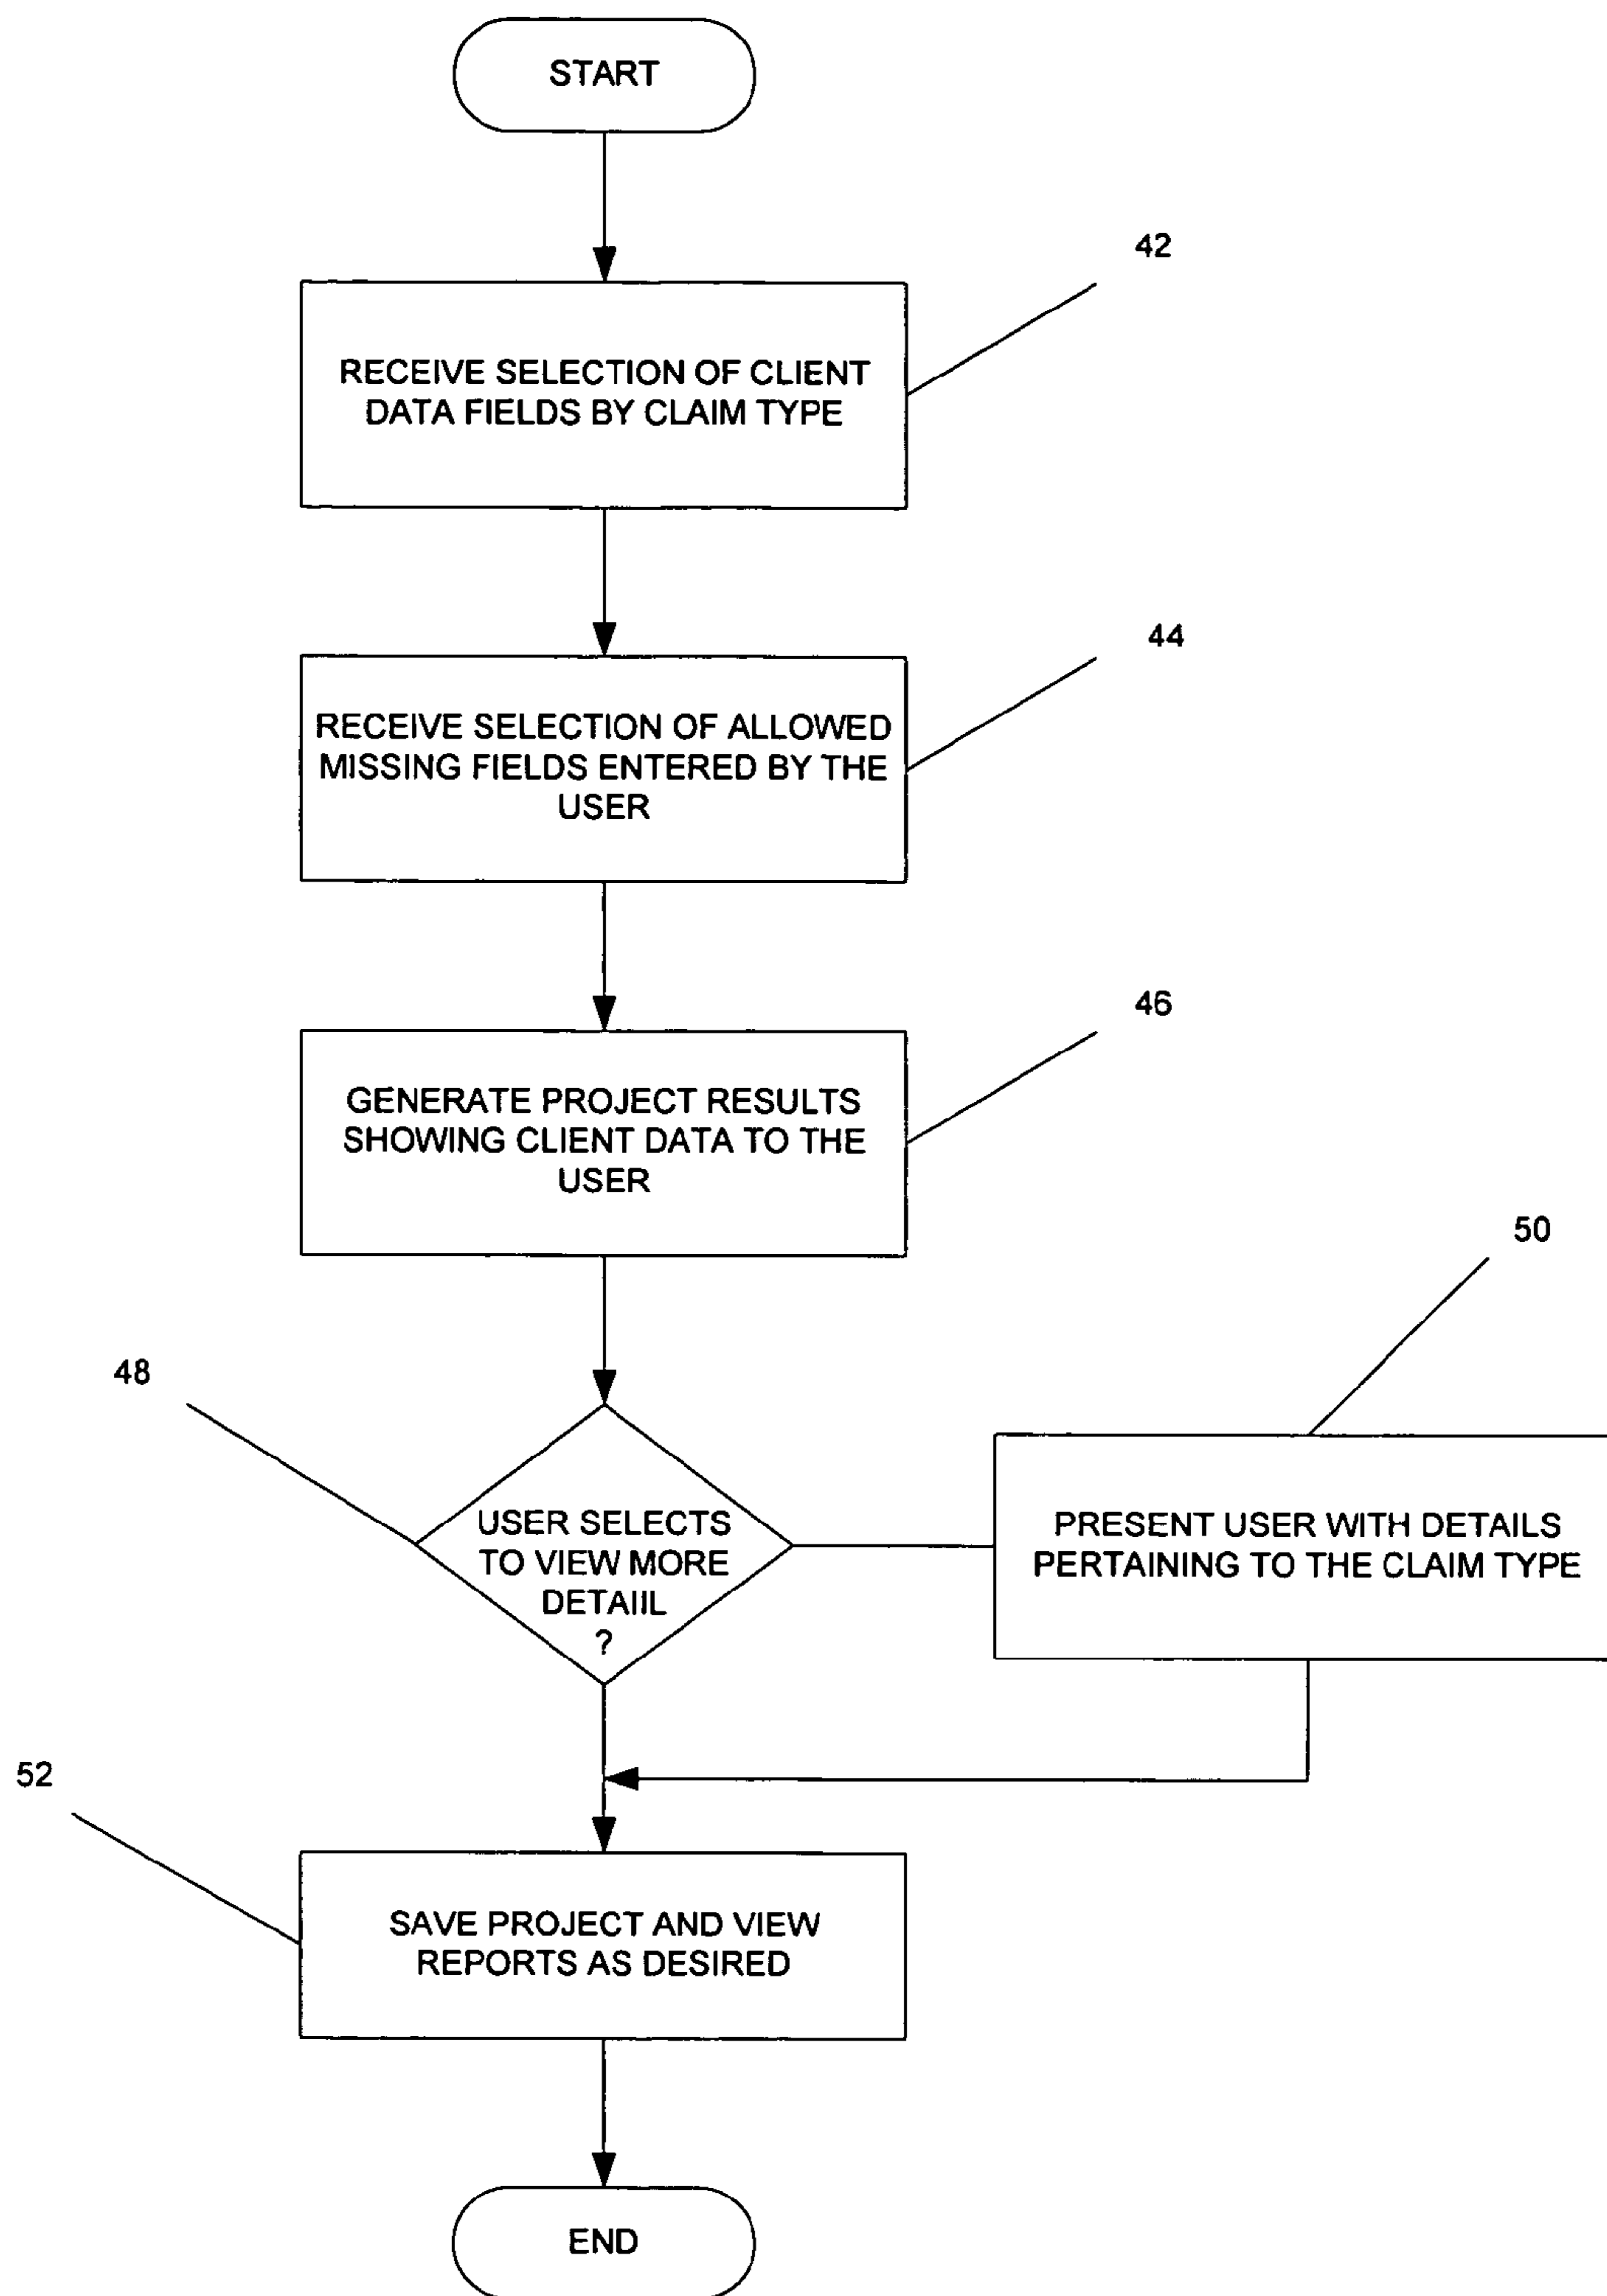 START
42
RECEIVE SELECTION OF CLIENT
DATA FIELDS BY CLAIM TYPE
44
RECEIVE SELECTION OF ALLOWED
MISSING FIELDS ENTERED BY THE
USER
46
GENERATE PROJECT RESULTS
SHOWING CLIENT DATA TO THE
USER
50
48
USER SELECTS
TO VIEW MORE
DETAIIL
?
PRESENT USER WITH DETAILS
PERTAINING TO THE CLAIM TYPE
52
SAVE PROJECT AND VIEW
REPORTS AS DESIRED
END